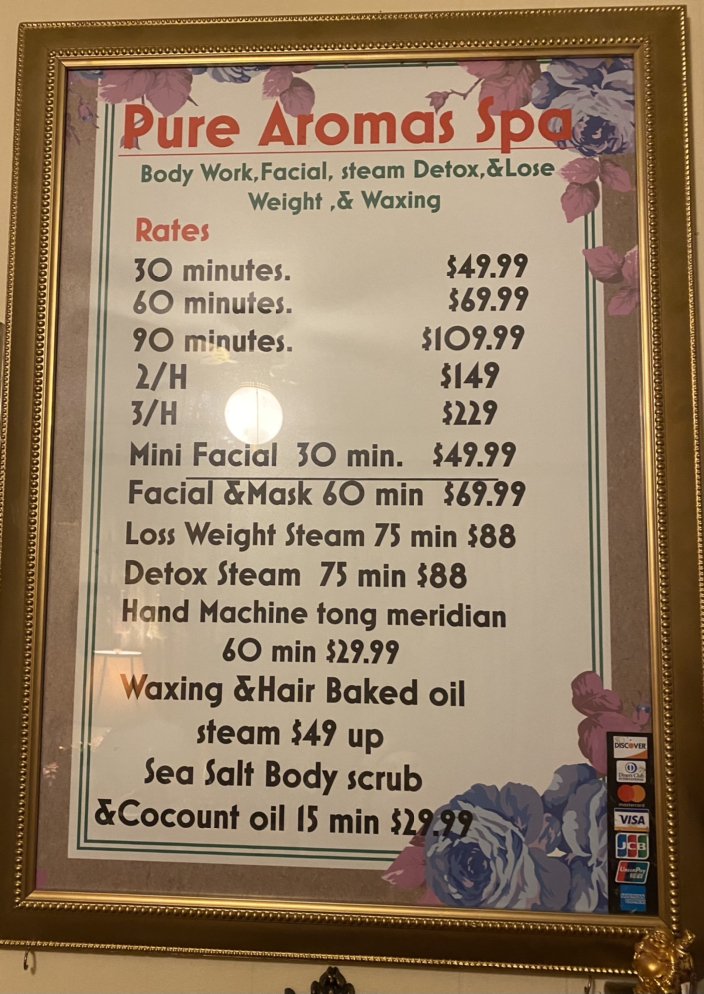 Pure Aromas Spa
Body Work,Facial, steam Detox,&Lose
Weight ,& Waxing
Rates
30 minutes. $49.99
60 minutes. $69.99
90 minutes. $109.99
2/H $149
3/H $229
Mini Facial 30 min. $49.99
Facial &Mask 60 min $69.99
Loss Weight Steam 75 min $88
Detox Steam 75 min $88
Hand Machine tong meridian
60 min $29.99
Waxing &Hair Baked oil
steam $49 up
Sea Salt Body scrub
&Cocount oil 15 min $29.99
DISCOVER
Diners Club
mastercard
VISA
JCB
UnionPay